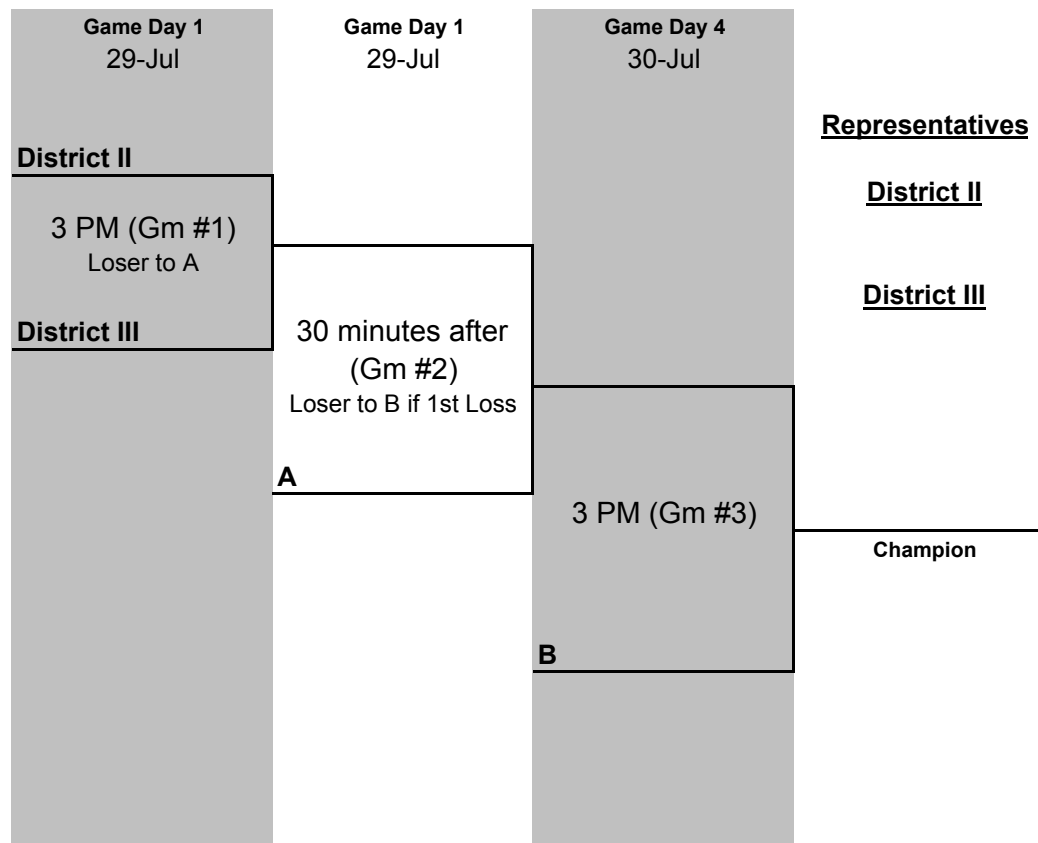 Game Day 1
29-Jul
Game Day 1
29-Jul
Game Day 4
30-Jul
Representatives
District II
District II
3 PM (Gm #1)
Loser to A
District III
District III
30 minutes after
(Gm #2)
Loser to B if 1st Loss
A
3 PM (Gm #3)
Champion
B